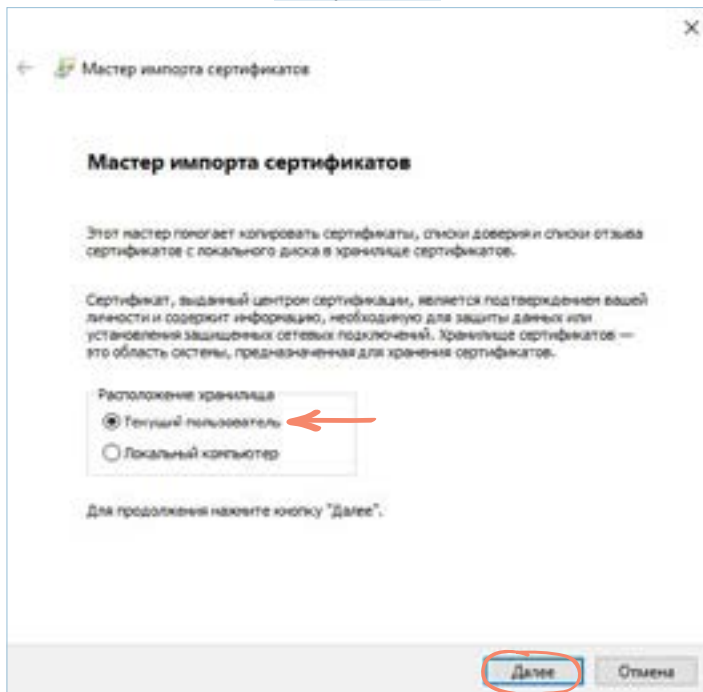 Мастер импорта сертификатов
Мастер импорта сертификатов
Этот мастер помогает копировать сертификаты, списки доверия и списки отзыва
сертификатов с локального диска в хранилище сертификатов.
Сертификат, выданный центром сертификации, является подтверждением вашей
личности и содержит информацию, необходимую для защиты данных или
установления защищенных сетевых подключений. Хранилище сертификатов —
это область системы, предназначенная для хранения сертификатов.
Расположение хранилища
Текущий пользователь
Локальный компьютер
Для продолжения нажмите кнопку "Далее".
Далее
Отмена